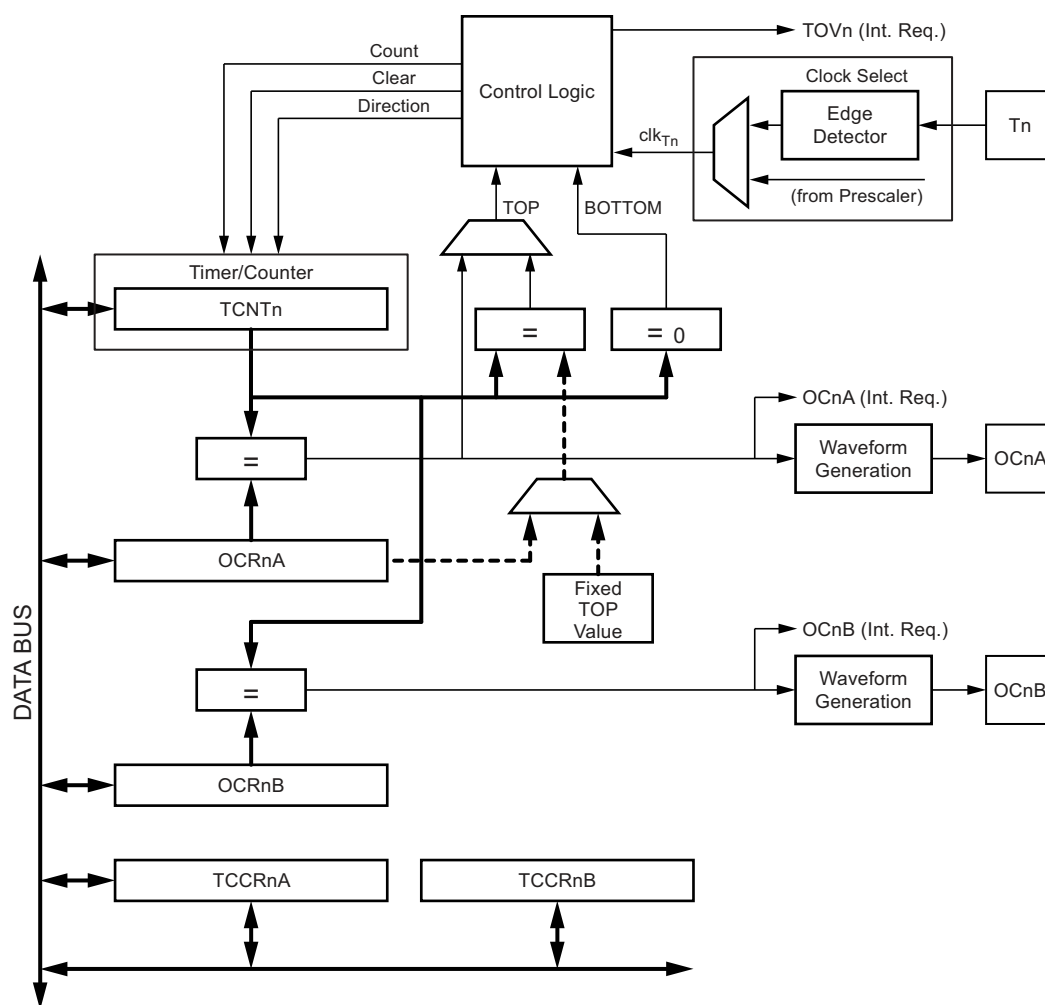 TOVn (Int. Req.)
Count
Clear
Direction
Control Logic
Clock Select
Edge
Detector
Tn
clkTn
(from Prescaler)
TOP
BOTTOM
Timer/Counter
TCNTn
=
= 0
OCnA (Int. Req.)
=
Waveform
Generation
OCnA
OCRnA
Fixed
TOP
Value
DATA BUS
OCnB (Int. Req.)
=
Waveform
Generation
OCnB
OCRnB
TCCRnA
TCCRnB